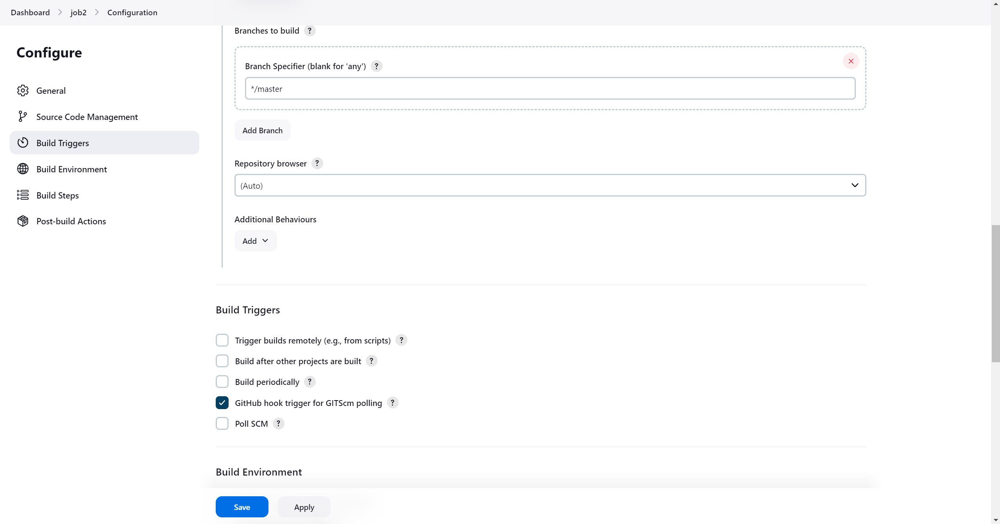 Dashboard job2 Configuration
Configure
General
Source Code Management
Build Triggers
Build Environment
Build Steps
Post-build Actions
Branches to build ?
Branch Specifier (blank for 'any') ?
*/master
Add Branch
Repository browser ?
(Auto)
Additional Behaviours
Add
Build Triggers
Trigger builds remotely (e.g., from scripts) ?
Build after other projects are built ?
Build periodically ?
GitHub hook trigger for GITScm polling ?
Poll SCM ?
Build Environment
Save Apply